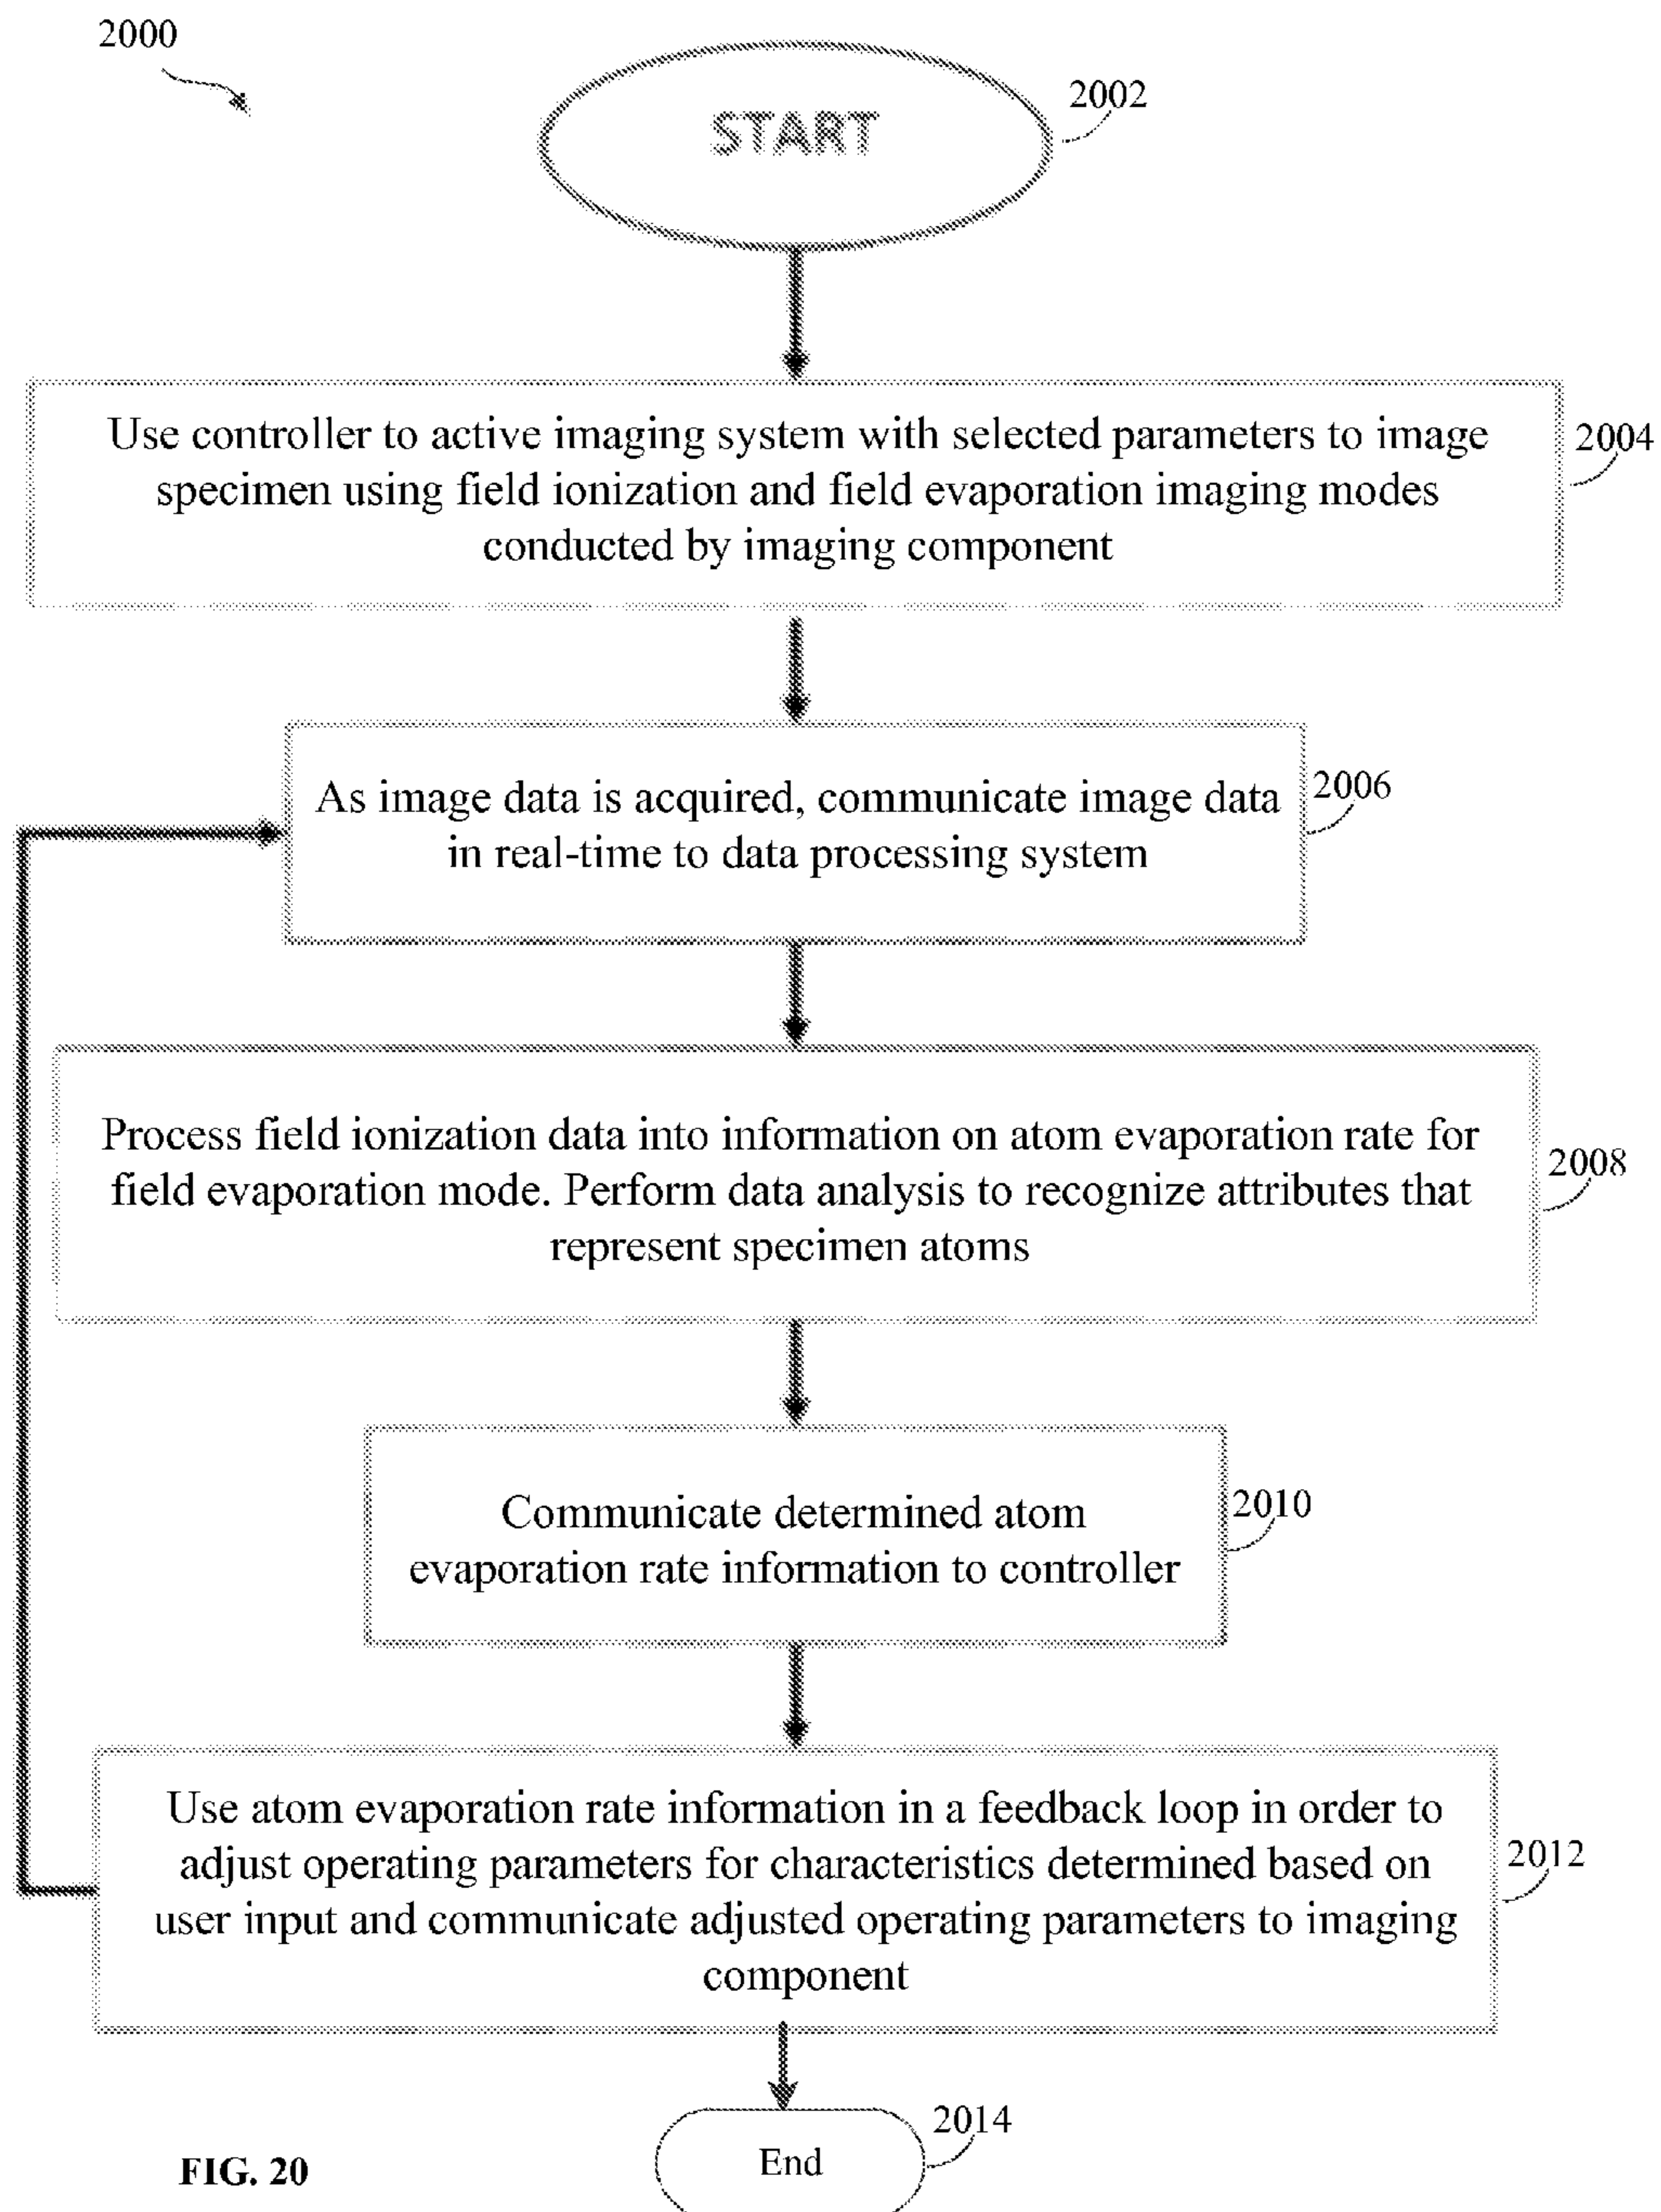 2000
START
2002
Use controller to active imaging system with selected parameters to image
specimen using field ionization and field evaporation imaging modes
conducted by imaging component
2004
As image data is acquired, communicate image data
in real-time to data processing system
2006
Process field ionization data into information on atom evaporation rate for
field evaporation mode. Perform data analysis to recognize attributes that
represent specimen atoms
2008
Communicate determined atom
evaporation rate information to controller
2010
Use atom evaporation rate information in a feedback loop in order to
adjust operating parameters for characteristics determined based on
user input and communicate adjusted operating parameters to imaging
component
2012
End
2014
FIG. 20